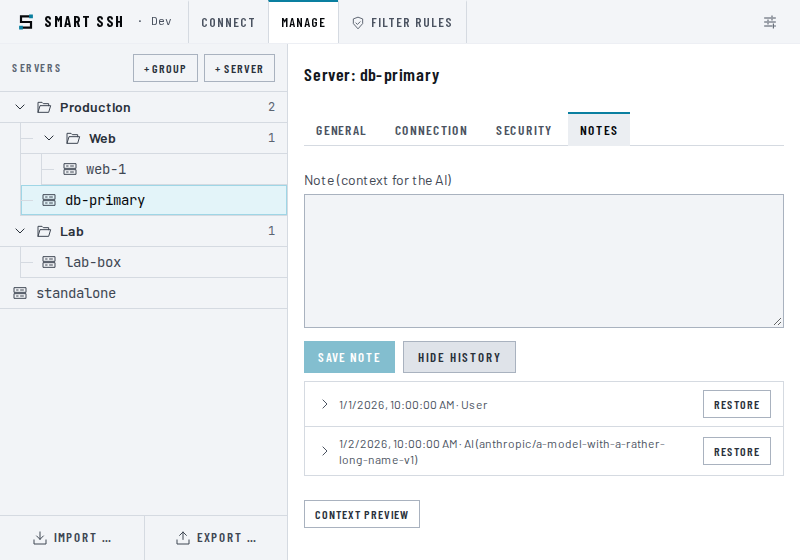 SMART SSH · Dev
CONNECT
MANAGE
FILTER RULES
SERVERS
+ GROUP
+ SERVER
Production 2
Web 1
web-1
db-primary
Lab 1
lab-box
standalone
IMPORT ...
EXPORT ...
Server: db-primary
GENERAL
CONNECTION
SECURITY
NOTES
Note (context for the AI)
SAVE NOTE
HIDE HISTORY
1/1/2026, 10:00:00 AM · User
RESTORE
1/2/2026, 10:00:00 AM · AI (anthropic/a-model-with-a-rather-
long-name-v1)
RESTORE
CONTEXT PREVIEW